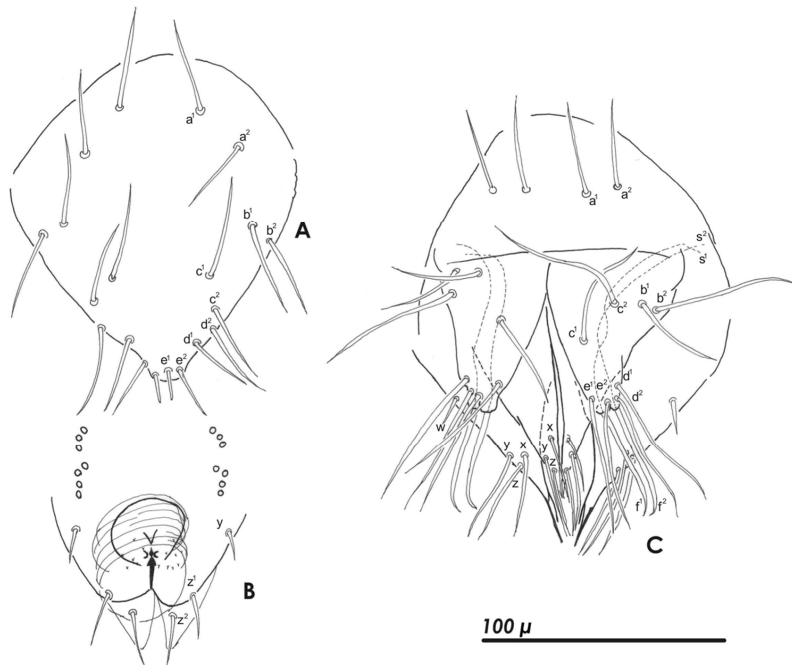 a¹
a²
b¹
b²
A
c¹
c²
d²
d¹
e¹
e²
y
z¹
B
z²
a¹
a²
s²
s¹
b¹
b²
c²
c¹
d¹
e¹
e²
d²
w
x
y
x
y
z
z
f¹
f²
C
100 µ